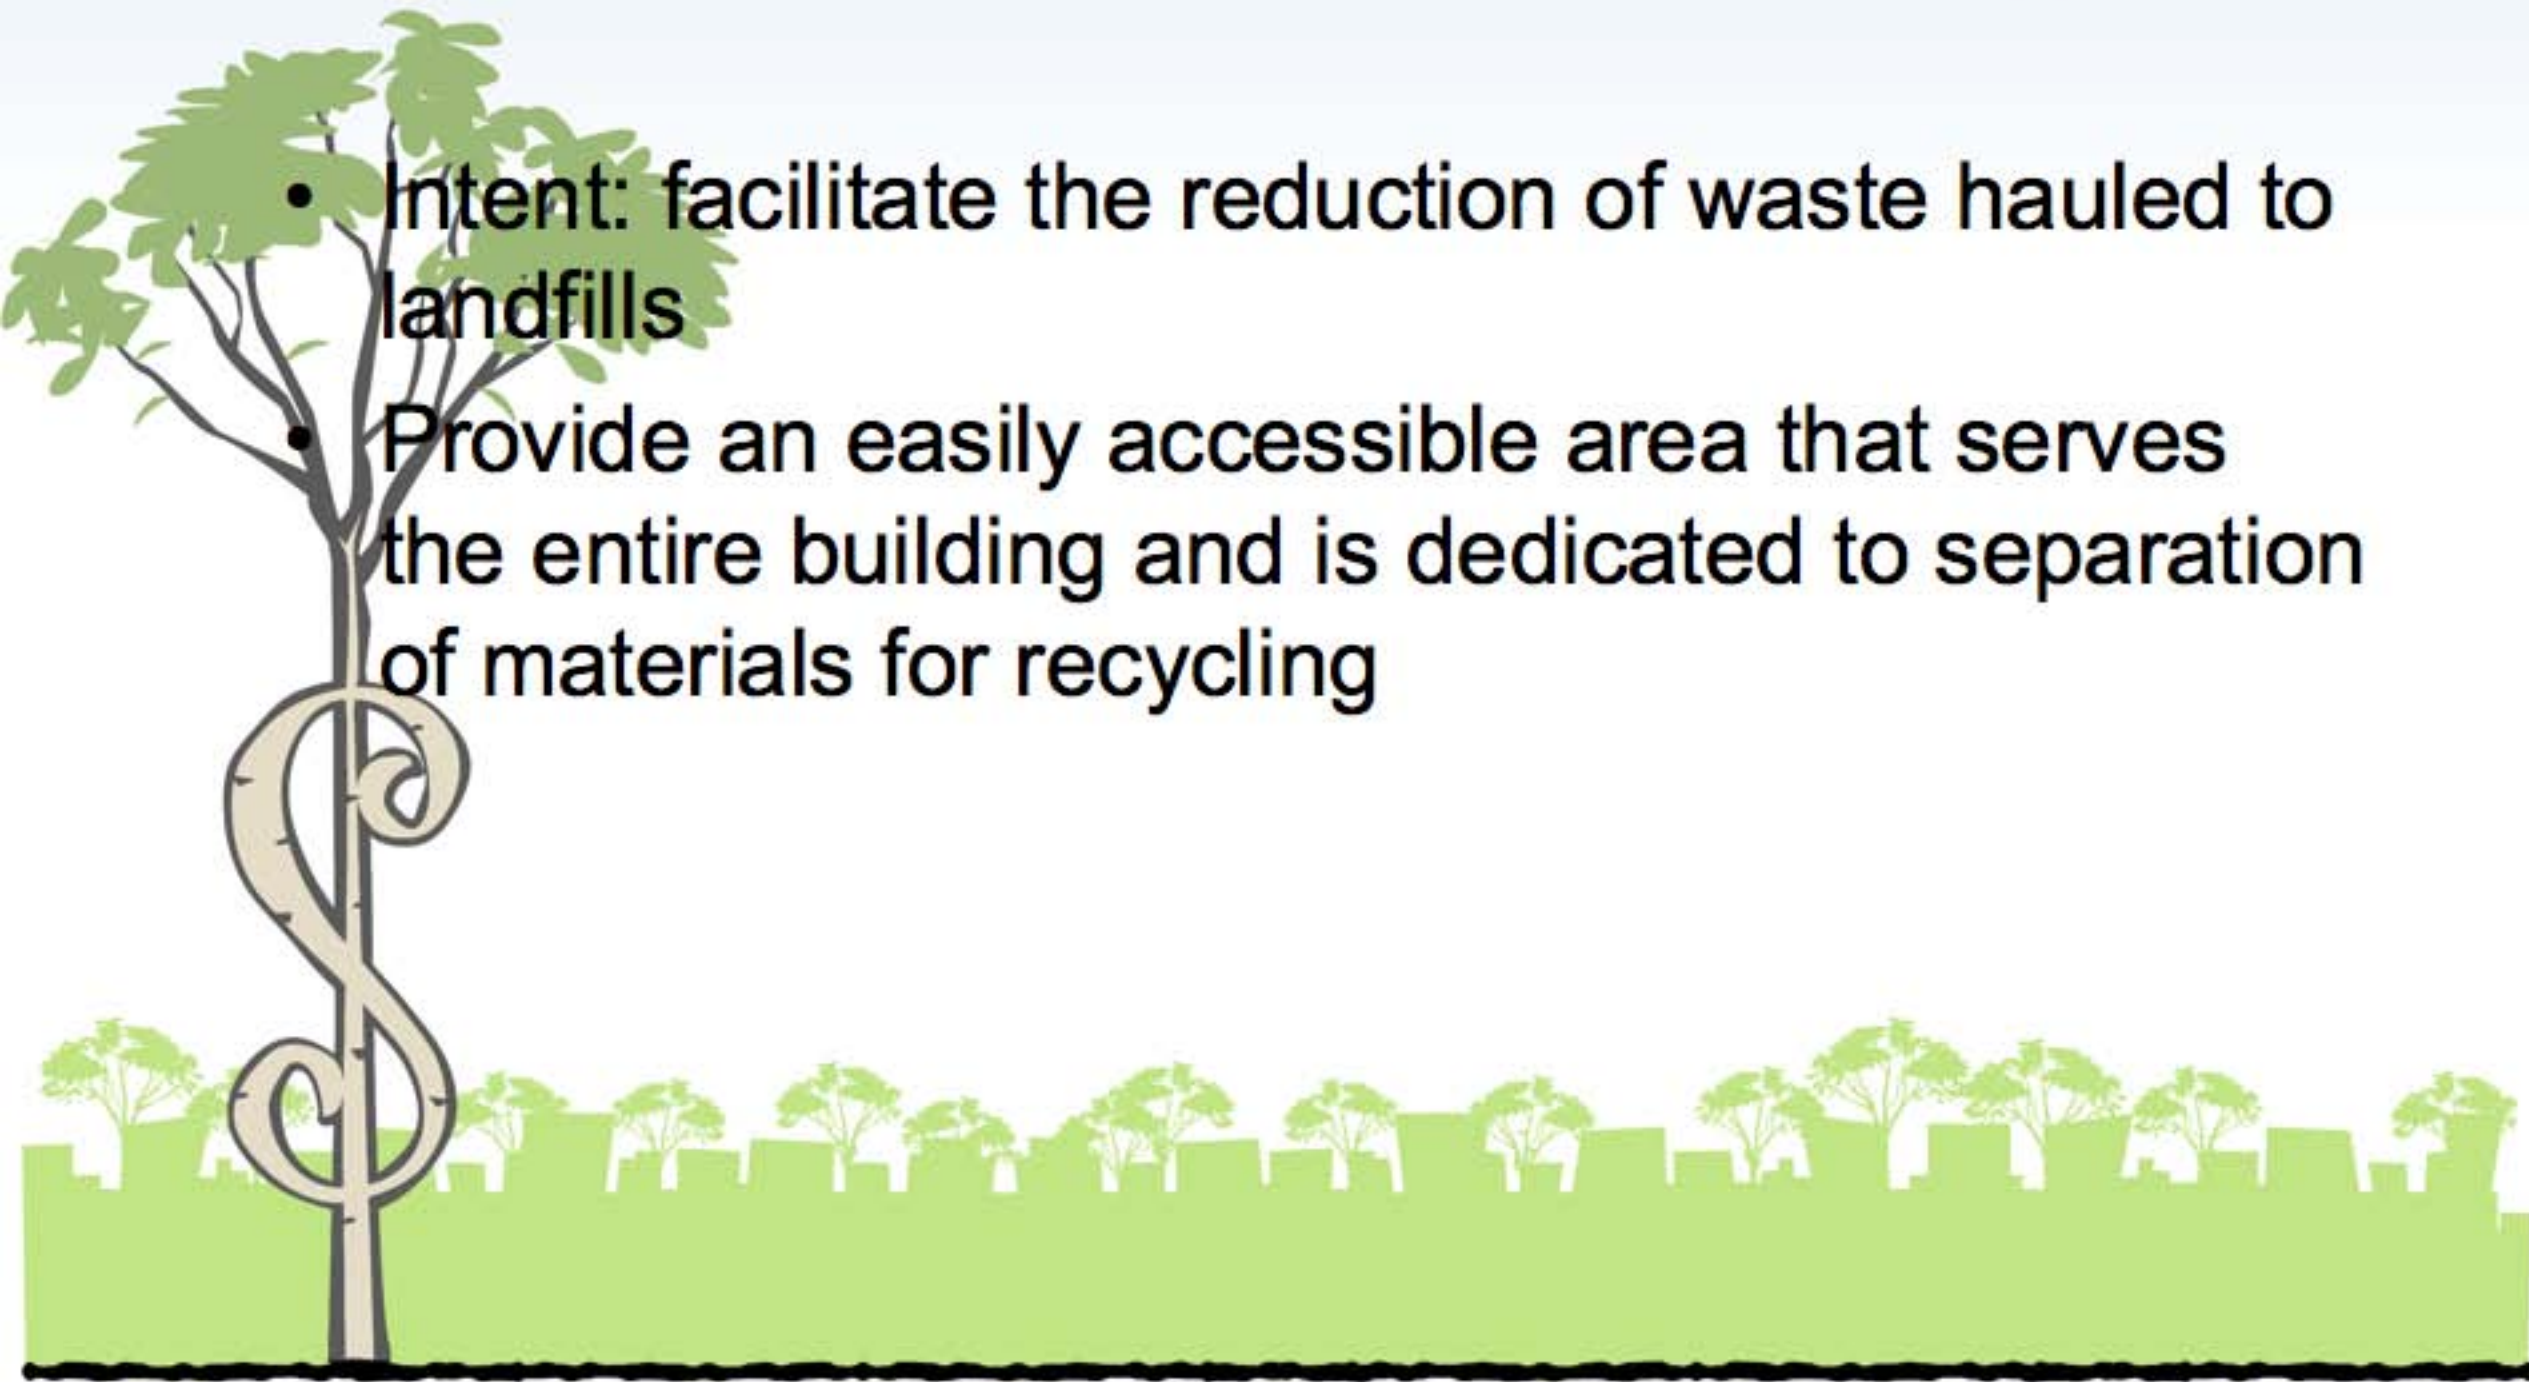 • Intent: facilitate the reduction of waste hauled to
landfills
• Provide an easily accessible area that serves
the entire building and is dedicated to separation
of materials for recycling